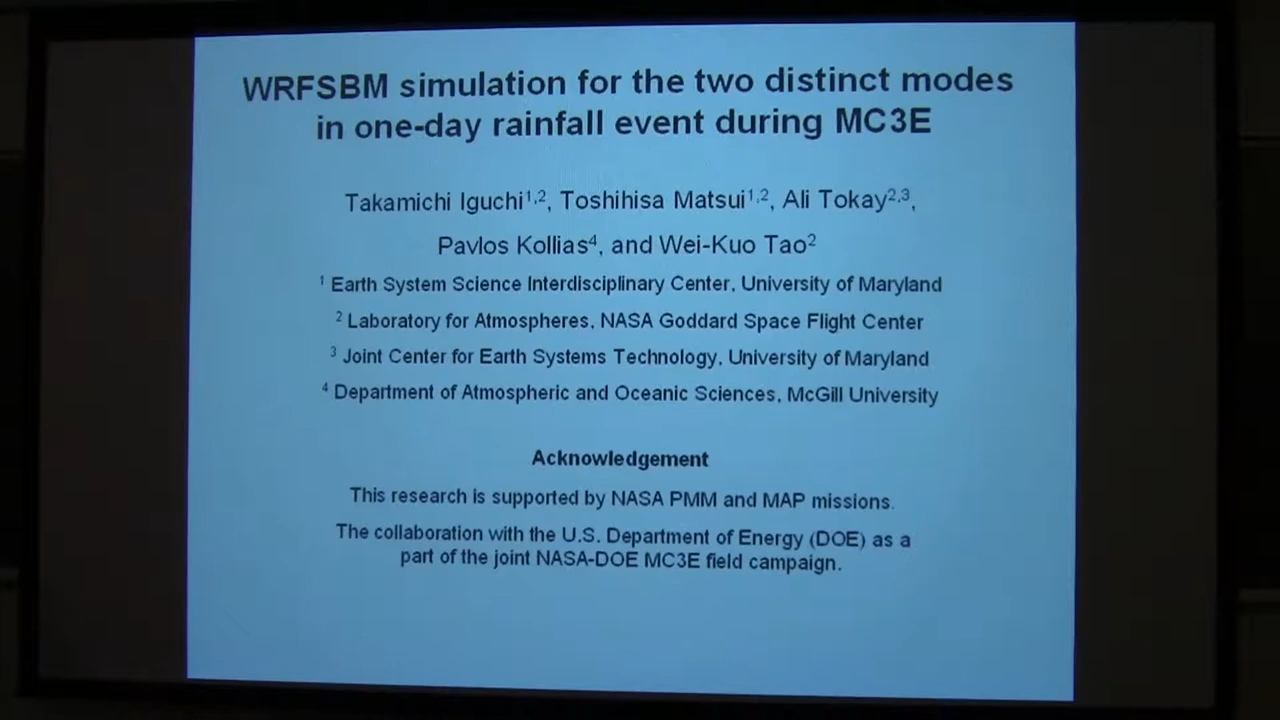 WRFSBM simulation for the two distinct modes
in one-day rainfall event during MC3E
Takamichi Iguchi1,2, Toshihisa Matsui1,2, Ali Tokay2,3,
Pavlos Kollias4, and Wei-Kuo Tao2
1 Earth System Science Interdisciplinary Center, University of Maryland
2 Laboratory for Atmospheres, NASA Goddard Space Flight Center
3 Joint Center for Earth Systems Technology, University of Maryland
4 Department of Atmospheric and Oceanic Sciences, McGill University
Acknowledgement
This research is supported by NASA PMM and MAP missions.
The collaboration with the U.S. Department of Energy (DOE) as a
part of the joint NASA-DOE MC3E field campaign.